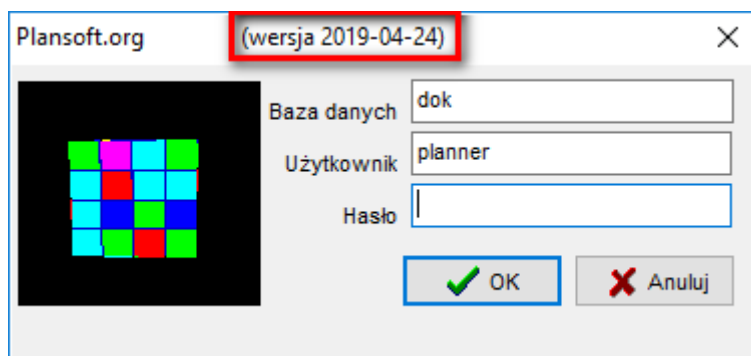 Plansoft.org (wersja 2019-04-24)
Baza danych dok
Użytkownik planner
Hasło
OK Anuluj